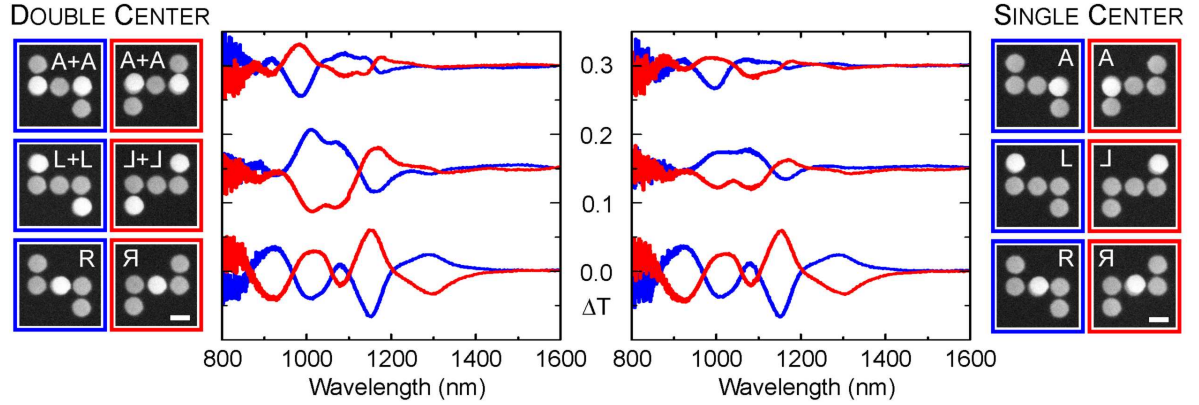 DOUBLE CENTER
SINGLE CENTER
A+A
A+A
L+L
⅃+⅃
R
Я
A
A
L
⅃
R
Я
0.3
0.2
0.1
0.0
ΔT
800 1000 1200 1400 1600
800 1000 1200 1400 1600
Wavelength (nm)
Wavelength (nm)